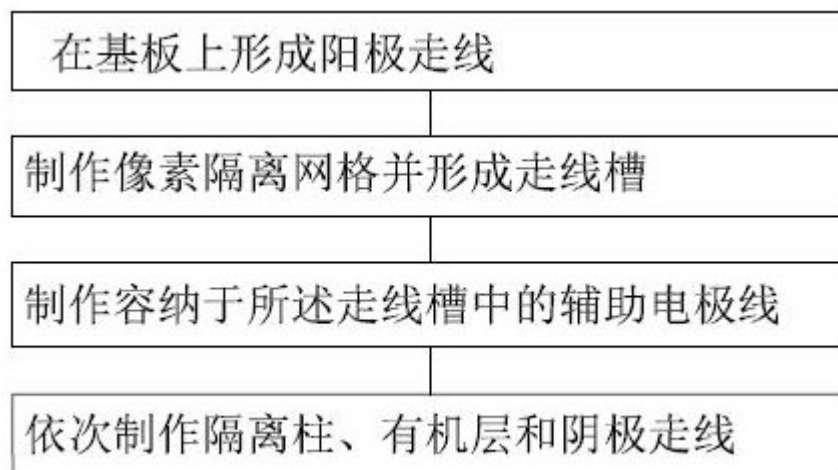 在基板上形成阳极走线
制作像素隔离网格并形成走线槽
制作容纳于所述走线槽中的辅助电极线
依次制作隔离柱、有机层和阴极走线